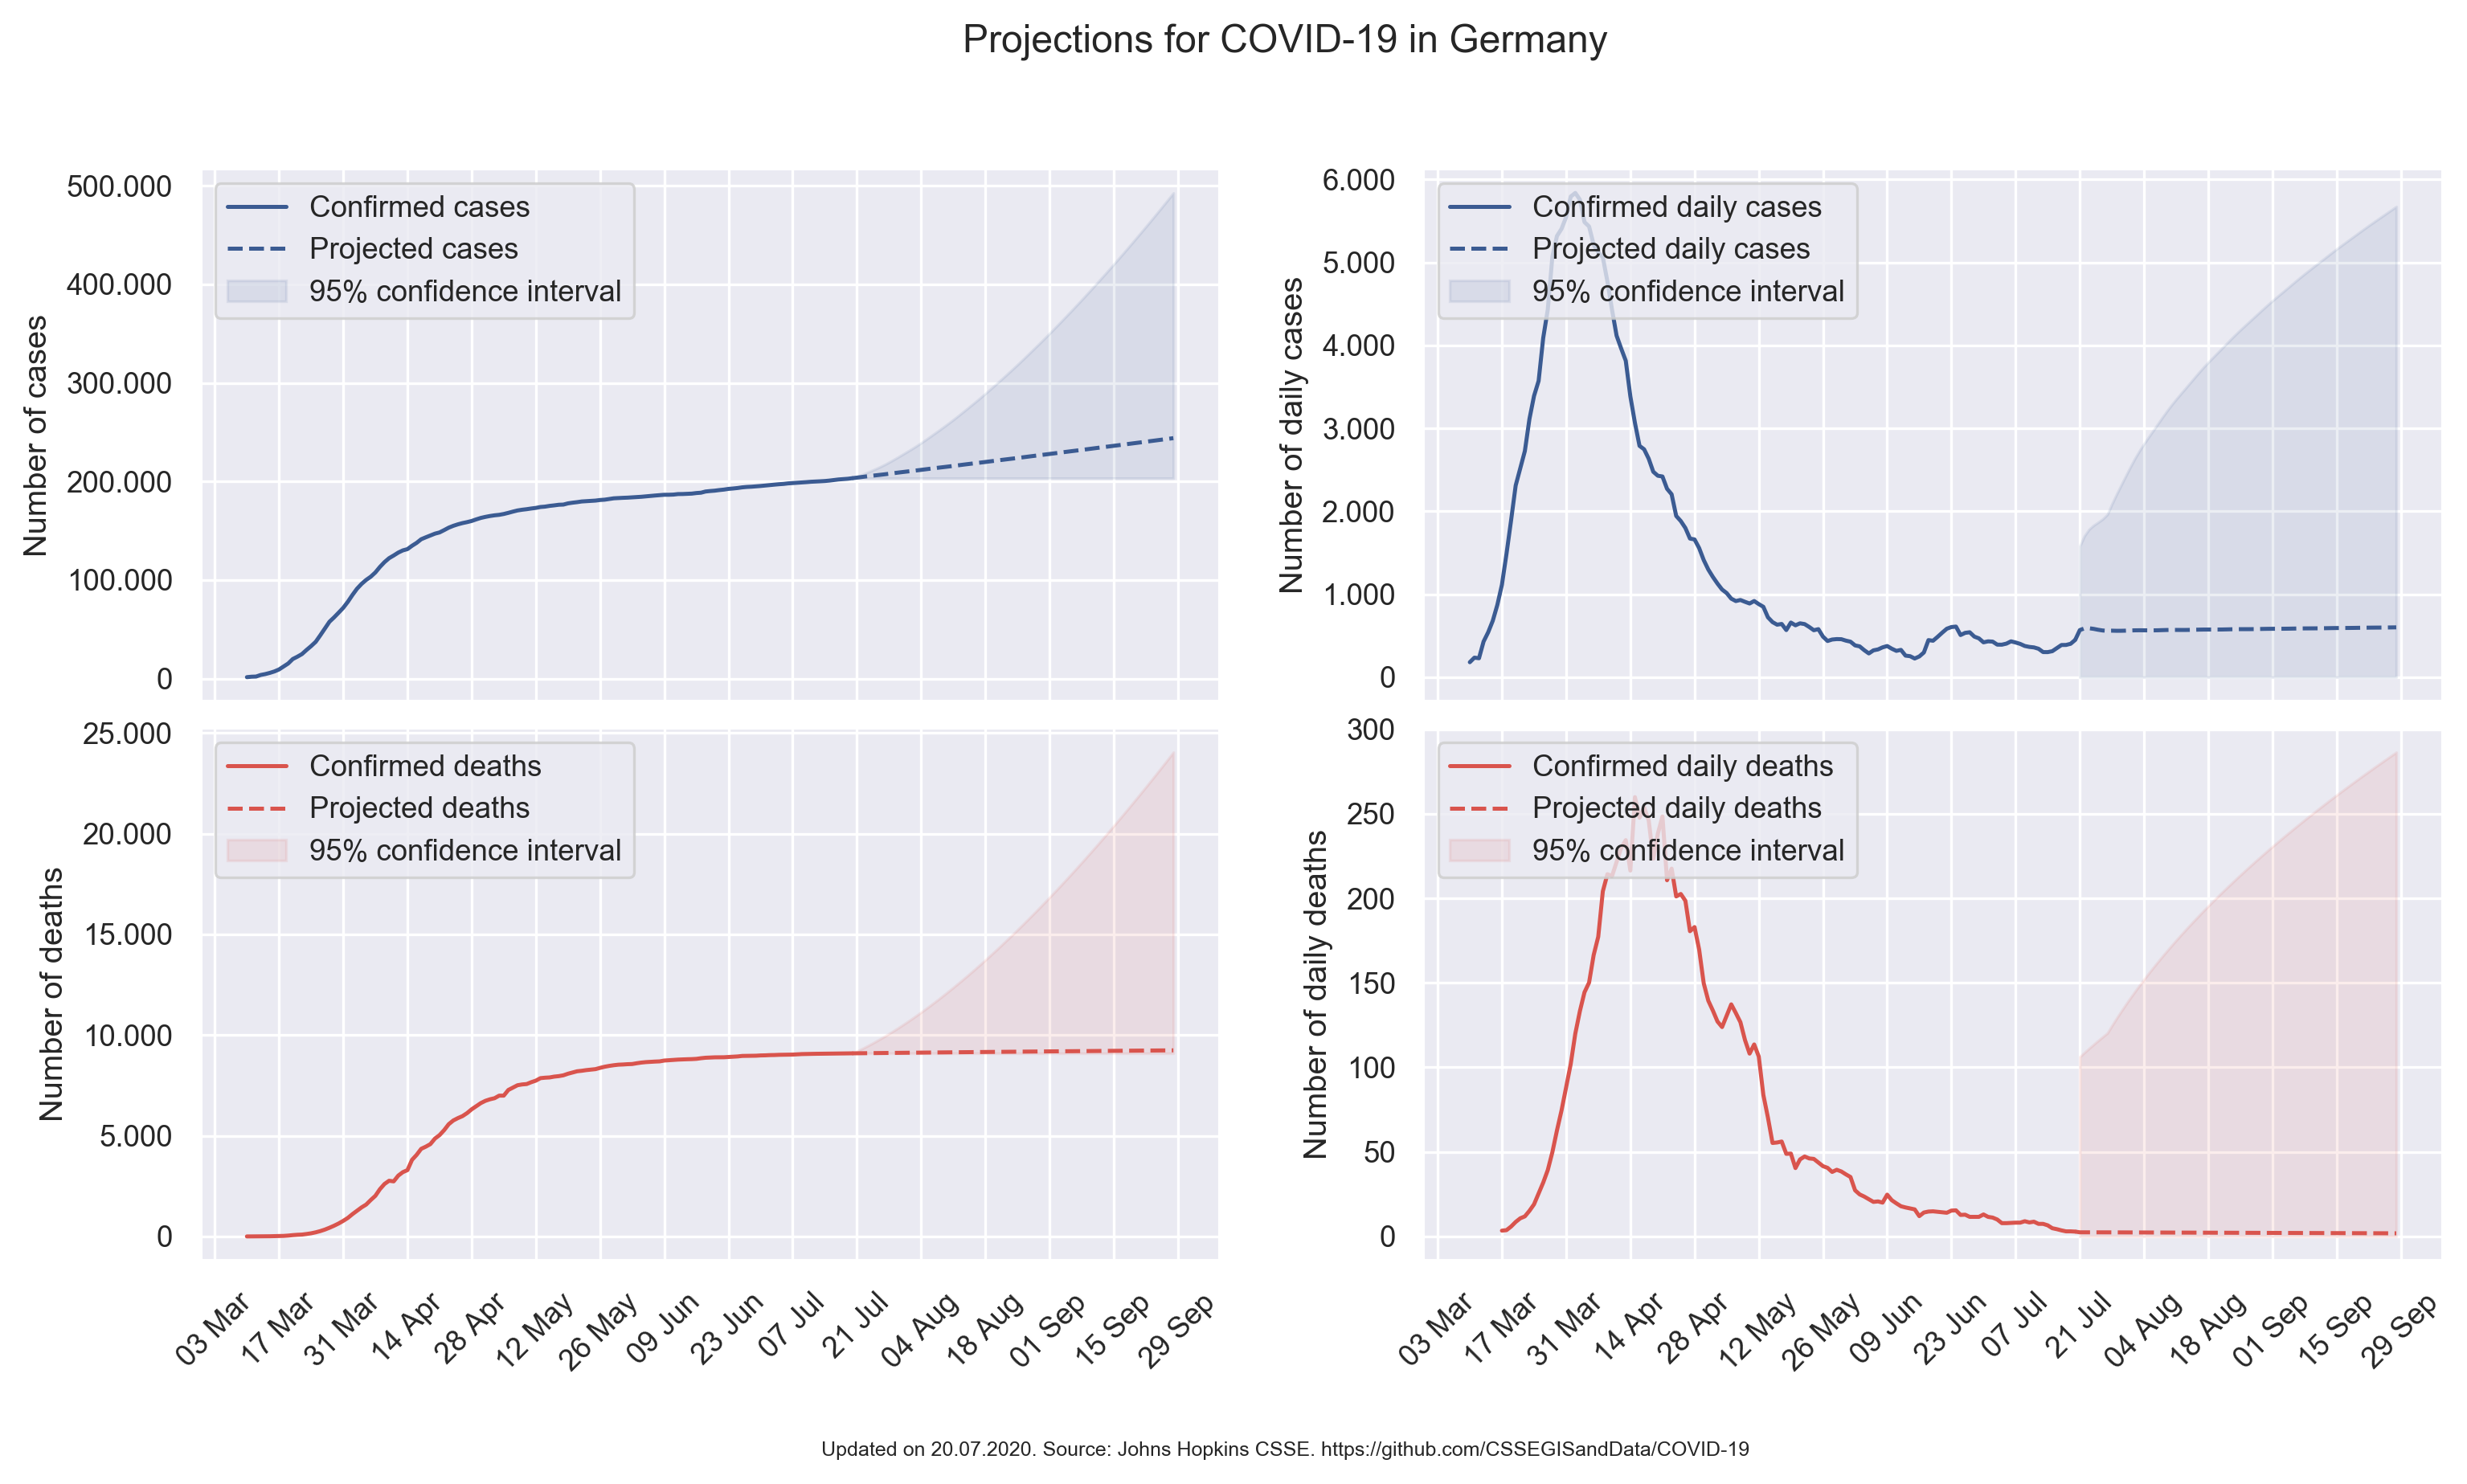 Projections for COVID-19 in Germany
500.000
400.000
300.000
200.000
100.000
0
Number of cases
Confirmed cases
Projected cases
95% confidence interval
6.000
5.000
4.000
3.000
2.000
1.000
0
Number of daily cases
Confirmed daily cases
Projected daily cases
95% confidence interval
25.000
20.000
15.000
10.000
5.000
0
Number of deaths
Confirmed deaths
Projected deaths
95% confidence interval
300
250
200
150
100
50
0
Number of daily deaths
Confirmed daily deaths
Projected daily deaths
95% confidence interval
03 Mar
17 Mar
31 Mar
14 Apr
28 Apr
12 May
26 May
09 Jun
23 Jun
07 Jul
21 Jul
04 Aug
18 Aug
01 Sep
15 Sep
29 Sep
03 Mar
17 Mar
31 Mar
14 Apr
28 Apr
12 May
26 May
09 Jun
23 Jun
07 Jul
21 Jul
04 Aug
18 Aug
01 Sep
15 Sep
29 Sep
Updated on 20.07.2020. Source: Johns Hopkins CSSE. https://github.com/CSSEGISandData/COVID-19